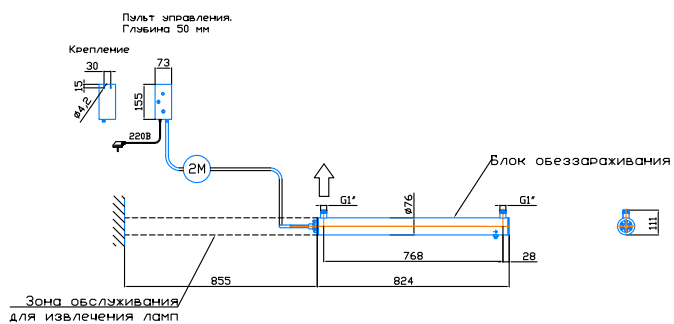 Пульт управления.
Глубина 50 мм
Крепление
30
73
15
155
ø4,2
220В
2М
Блок обеззараживания
G1"
ø76
G1"
111
768
28
855
824
Зона обслуживания
для извлечения ламп